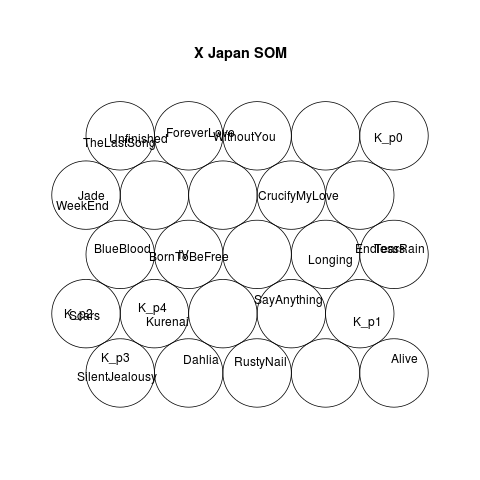 X Japan SOM
Unfinished
TheLastSong
ForeverLove
WithoutYou
K_p0
Jade
WeekEnd
CrucifyMyLove
BlueBlood
IV
BornToBeFree
Longing
EndlessRain
Tears
K_p2
Scars
K_p4
Kurenai
SayAnything
K_p1
K_p3
SilentJealousy
Dahlia
RustyNail
Alive